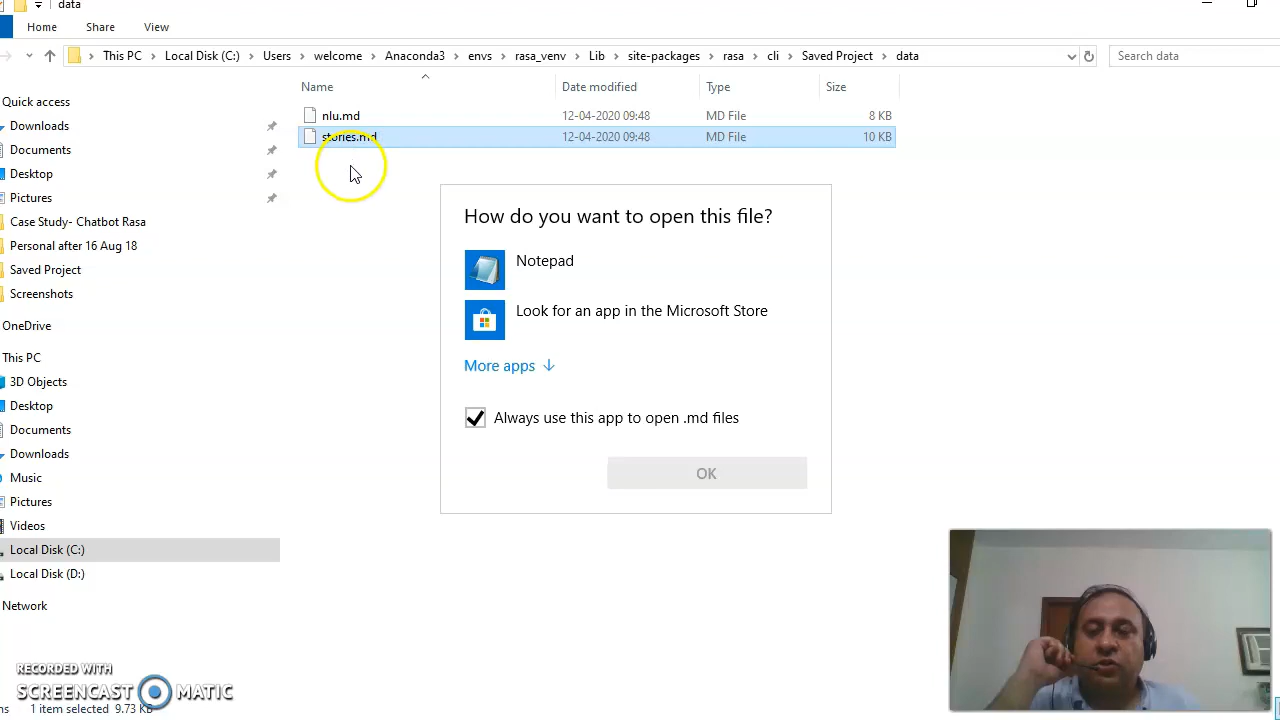 data
Home Share View
This PC Local Disk (C:) Users welcome Anaconda3 envs rasa_venv Lib site-packages rasa cli Saved Project data Search data
Name Date modified Type Size
nlu.md 12-04-2020 09:48 MD File 8 KB
stories.md 12-04-2020 09:48 MD File 10 KB
Quick access
Downloads
Documents
Desktop
Pictures
Case Study- Chatbot Rasa
Personal after 16 Aug 18
Saved Project
Screenshots
OneDrive
This PC
3D Objects
Desktop
Documents
Downloads
Music
Pictures
Videos
Local Disk (C:)
Local Disk (D:)
Network
How do you want to open this file?
Notepad
Look for an app in the Microsoft Store
More apps
Always use this app to open .md files
OK
RECORDED WITH
SCREENCAST MATIC
1 item selected 9.73 KB